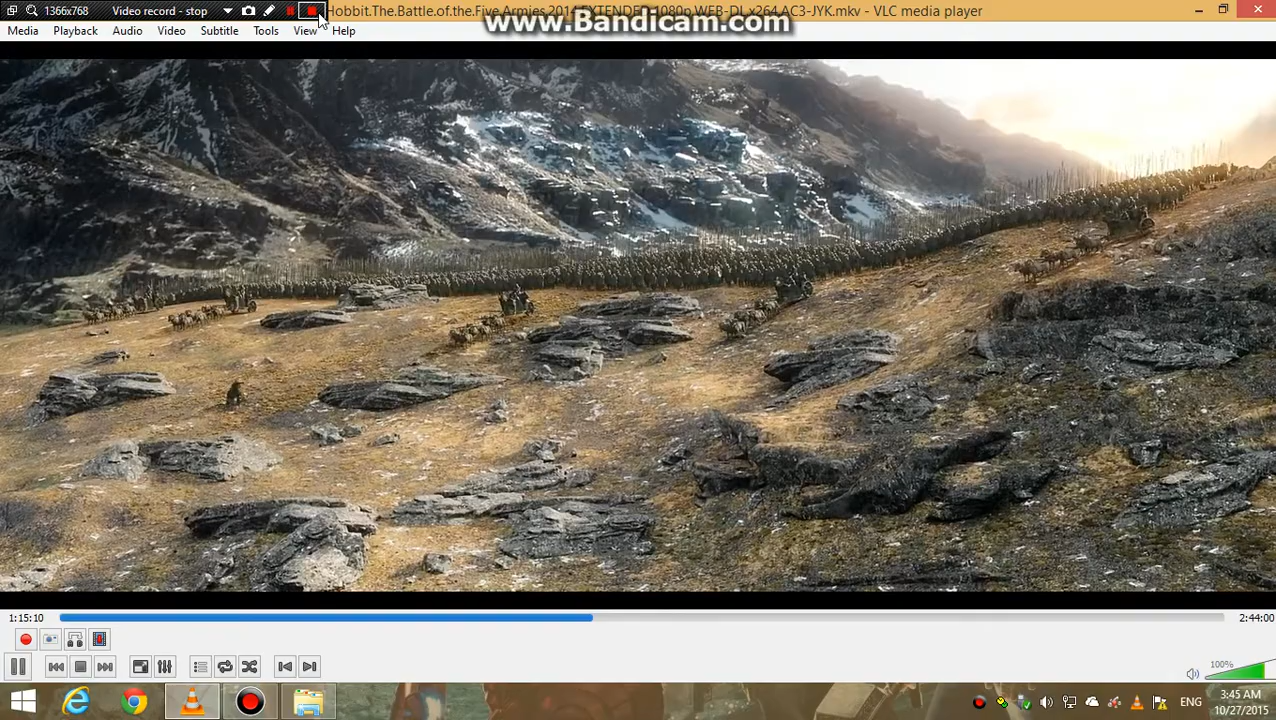 1366x768 Video record - stop Hobbit.The.Battle.of.the.Five.Armies 2014 EXTENDED 1080p WEB-DL x264 AC3-JYK.mkv - VLC media player
www.Bandicam.com
Media Playback Audio Video Subtitle Tools View Help
1:15:10 2:44:00
100%
ENG
3:45 AM
10/27/2015